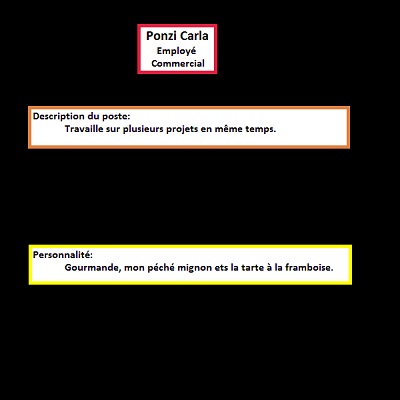 Ponzi Carla
Employé
Commercial
Description du poste:
Travaille sur plusieurs projets en même temps.
Personnalité:
Gourmande, mon péché mignon ets la tarte à la framboise.